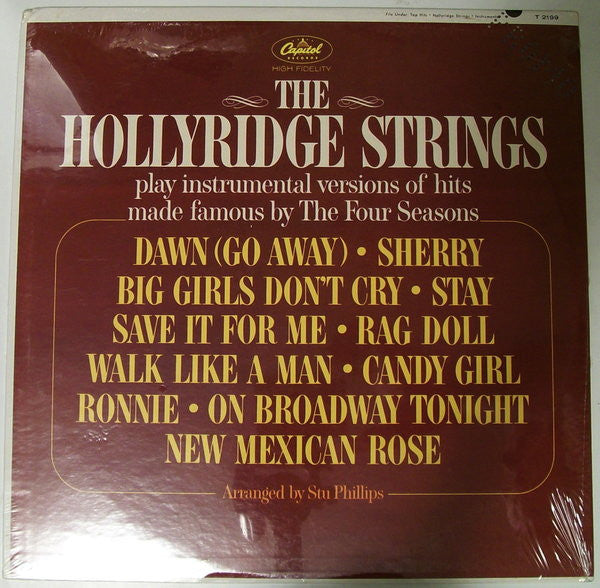 File Under: Top Hits • Hollyridge Strings • Instrumental
T 2199
Capitol
RECORDS
HIGH FIDELITY
THE
HOLLYRIDGE STRINGS
play instrumental versions of hits
made famous by The Four Seasons
DAWN (GO AWAY) • SHERRY
BIG GIRLS DON'T CRY • STAY
SAVE IT FOR ME • RAG DOLL
WALK LIKE A MAN • CANDY GIRL
RONNIE • ON BROADWAY TONIGHT
NEW MEXICAN ROSE
Arranged by Stu Phillips